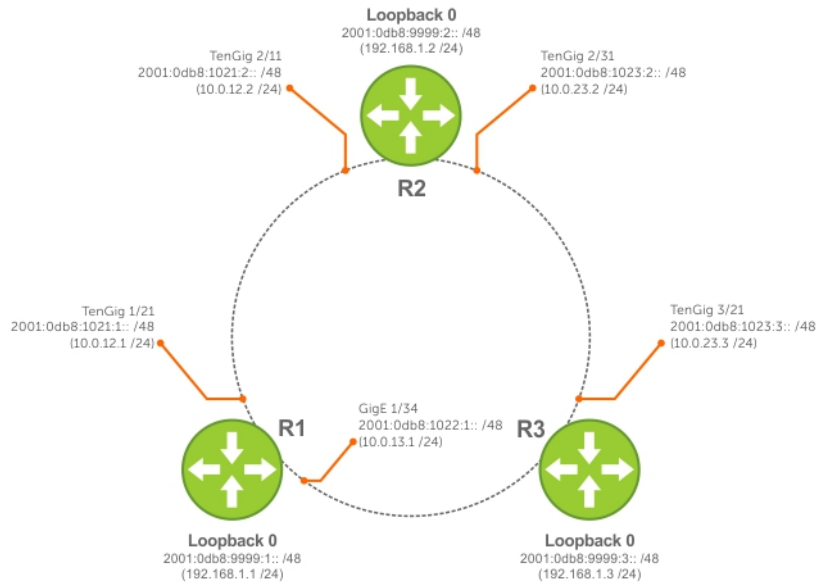 Loopback 0
2001:0db8:9999:2:: /48
(192.168.1.2 /24)
TenGig 2/11
2001:0db8:1021:2:: /48
(10.0.12.2 /24)
TenGig 2/31
2001:0db8:1023:2:: /48
(10.0.23.2 /24)
R2
TenGig 1/21
2001:0db8:1021:1:: /48
(10.0.12.1 /24)
TenGig 3/21
2001:0db8:1023:3:: /48
(10.0.23.3 /24)
GigE 1/34
2001:0db8:1022:1:: /48
(10.0.13.1 /24)
R1
R3
Loopback 0
2001:0db8:9999:1:: /48
(192.168.1.1 /24)
Loopback 0
2001:0db8:9999:3:: /48
(192.168.1.3 /24)